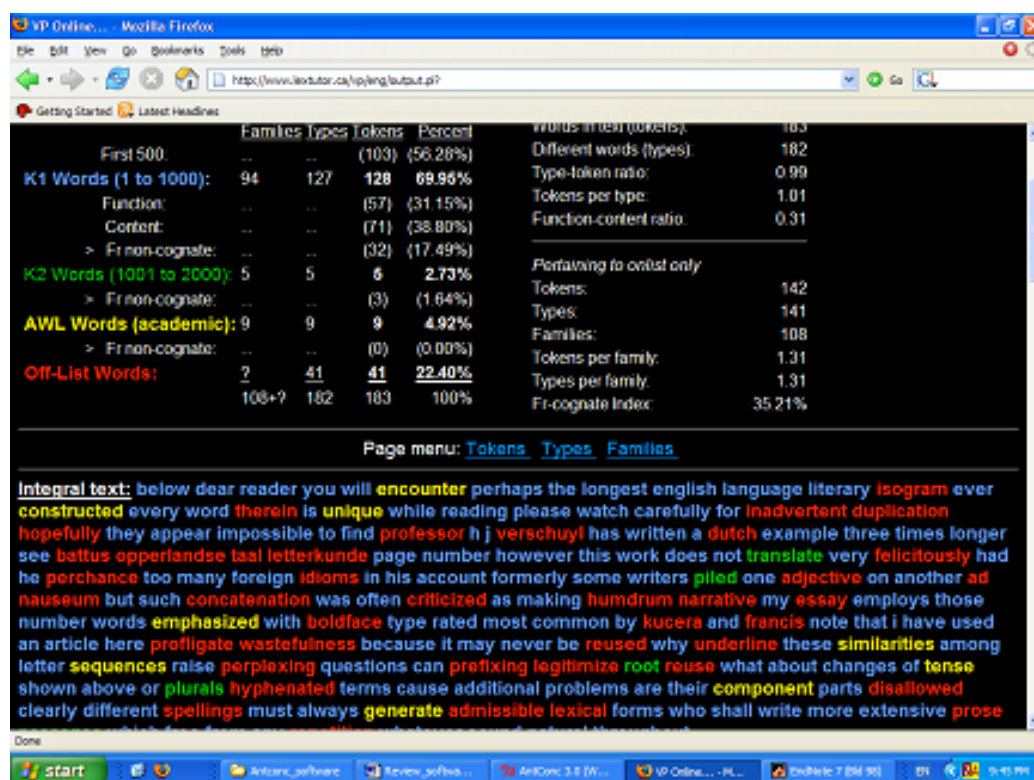 VP Online... - Mozilla Firefox
File Edit View Go Bookmarks Tools Help
http://www.lextutor.ca/vp/eng/output.pl? Go
Getting Started Latest Headlines
Families Types Tokens Percent
First 500: ... ... (103) (56.28%)
K1 Words (1 to 1000): 94 127 128 69.95%
Function: ... ... (57) (31.15%)
Content: ... ... (71) (38.80%)
> Fr non-cognate: ... ... (32) (17.49%)
K2 Words (1001 to 2000): 5 5 5 2.73%
> Fr non-cognate: ... ... (3) (1.64%)
AWL Words (academic): 9 9 9 4.92%
> Fr non-cognate: ... ... (0) (0.00%)
Off-List Words: ? 41 41 22.40%
108+? 182 183 100%
Words in text (tokens): 183
Different words (types): 182
Type-token ratio: 0.99
Tokens per type: 1.01
Function-content ratio: 0.31
Pertaining to onlist only
Tokens: 142
Types: 141
Families: 108
Tokens per family: 1.31
Types per family: 1.31
Fr-cognate Index: 35.21%
Page menu: Tokens Types Families
Integral text: below dear reader you will encounter perhaps the longest english language literary isogram ever
constructed every word therein is unique while reading please watch carefully for inadvertent duplication
hopefully they appear impossible to find professor h j verschuyl has written a dutch example three times longer
see battus opperlandse taal letterkunde page number however this work does not translate very felicitously had
he perchance too many foreign idioms in his account formerly some writers piled one adjective on another ad
nauseum but such concatenation was often criticized as making humdrum narrative my essay employs those
number words emphasized with boldface type rated most common by kucera and francis note that i have used
an article here profligate wastefulness because it may never be reused why underline these similarities among
letter sequences raise perplexing questions can prefixing legitimize root reuse what about changes of tense
shown above or plurals hyphenated terms cause additional problems are their component parts disallowed
clearly different spellings must always generate admissible lexical forms who shall write more extensive prose
Done
start Antconc_software Review_softwa... AntConc 3.0 (W... VP Online... - M... EndNote 7 EN 9:45 PM